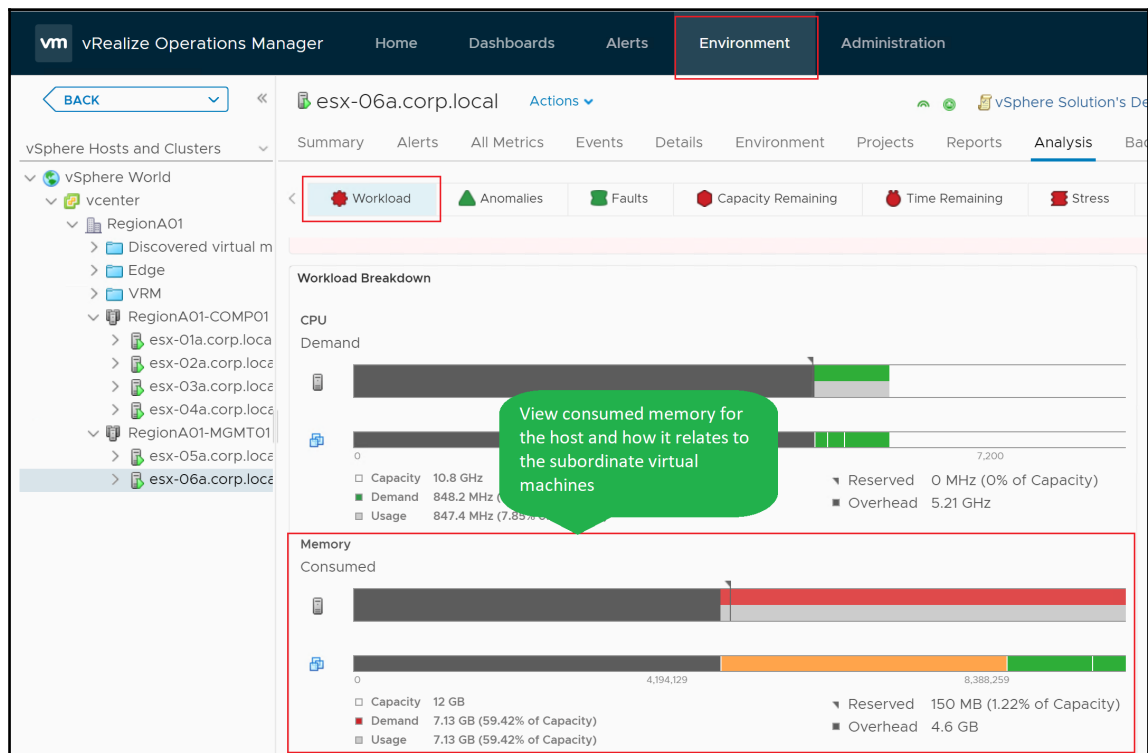 vm vRealize Operations Manager Home Dashboards Alerts Environment Administration
BACK
esx-06a.corp.local Actions vSphere Solution's De
vSphere Hosts and Clusters
Summary Alerts All Metrics Events Details Environment Projects Reports Analysis Bac
vSphere World
vcenter
RegionA01
Discovered virtual m
Edge
VRM
RegionA01-COMP01
esx-01a.corp.loca
esx-02a.corp.loca
esx-03a.corp.loca
esx-04a.corp.loca
RegionA01-MGMT01
esx-05a.corp.loca
esx-06a.corp.loca
Workload Anomalies Faults Capacity Remaining Time Remaining Stress
Workload Breakdown
CPU
Demand
View consumed memory for
the host and how it relates to
the subordinate virtual
machines
0 7,200
Capacity 10.8 GHz
Demand 848.2 MHz
Usage 847.4 MHz (7.85%
Reserved 0 MHz (0% of Capacity)
Overhead 5.21 GHz
Memory
Consumed
0 4,194,129 8,388,259
Capacity 12 GB
Demand 7.13 GB (59.42% of Capacity)
Usage 7.13 GB (59.42% of Capacity)
Reserved 150 MB (1.22% of Capacity)
Overhead 4.6 GB